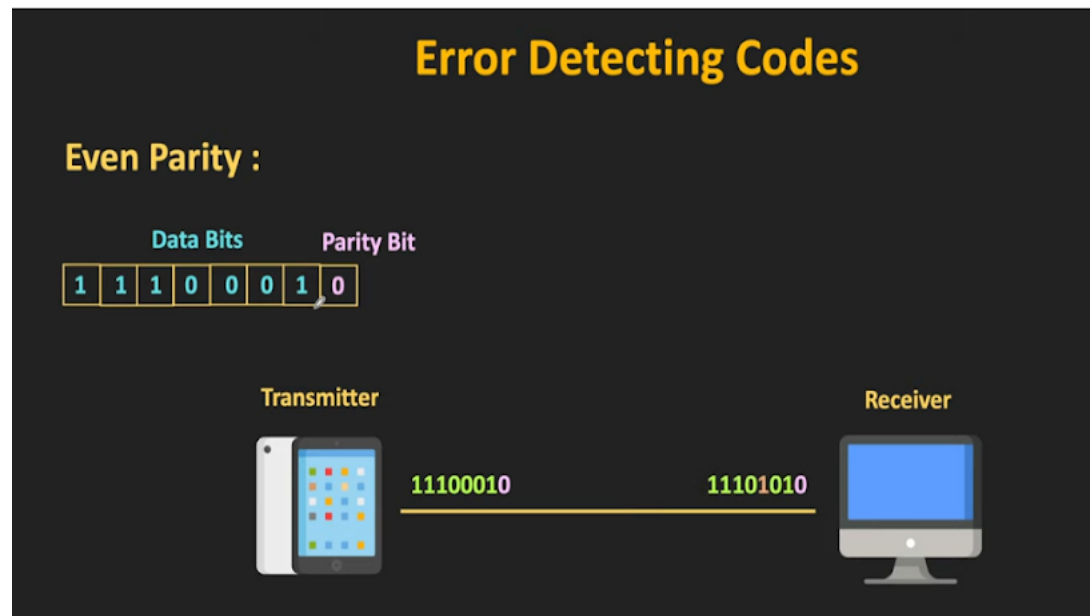 Error Detecting Codes
Even Parity :
Data Bits Parity Bit
1 1 1 0 0 0 1 0
Transmitter Receiver
11100010 11101010